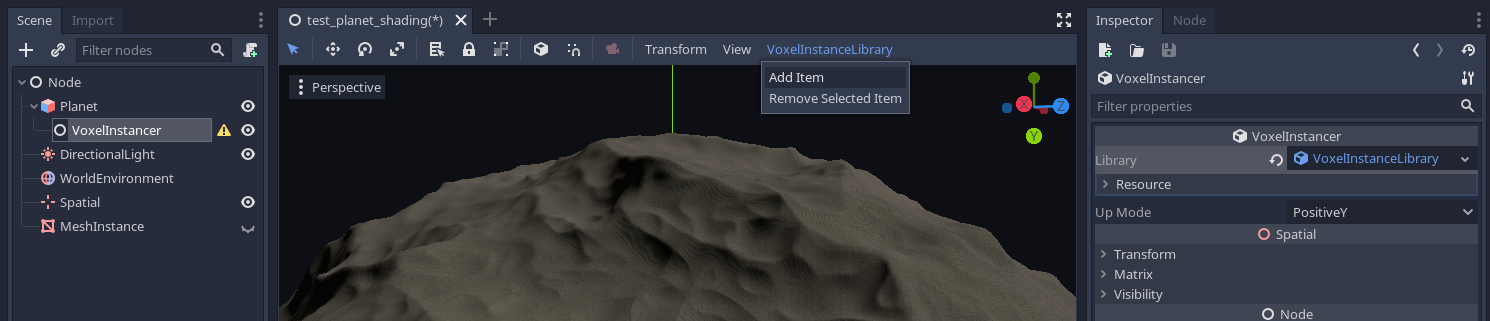 Scene Import
Filter nodes
Node
Planet
VoxelInstancer
DirectionalLight
WorldEnvironment
Spatial
MeshInstance
test_planet_shading(*)
Transform View VoxelInstanceLibrary
Add Item
Remove Selected Item
Perspective
X
Z
Y
Inspector Node
VoxelInstancer
Filter properties
VoxelInstancer
Library VoxelInstanceLibrary
Resource
Up Mode PositiveY
Spatial
Transform
Matrix
Visibility
Node